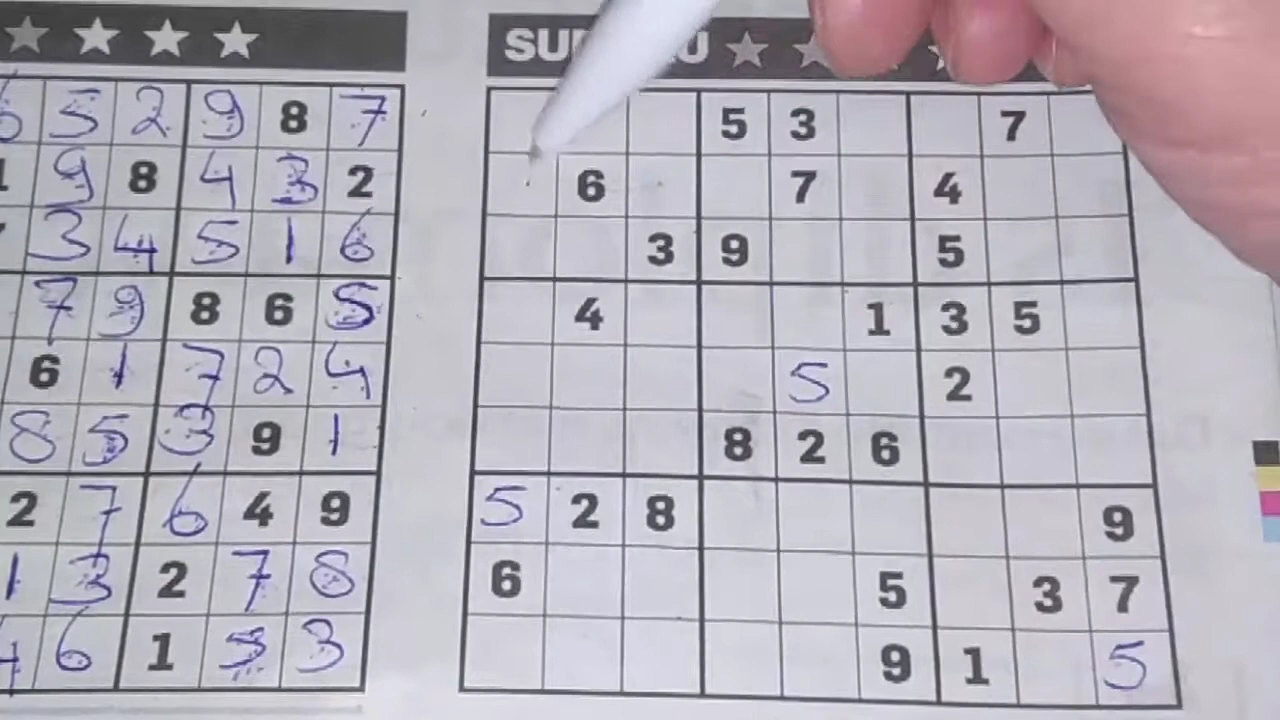 SU U
6 5 2 9 8 7
5 3 7
1 9 8 4 3 2
6 7 4
3 4 5 1 6
3 9 5
7 9 8 6 5
4 1 3 5
6 1 7 2 4
5 2
8 5 3 9 1
8 2 6
2 7 6 4 9
5 2 8 9
1 3 2 7 8
6 5 3 7
4 6 1 5 3
9 1 5